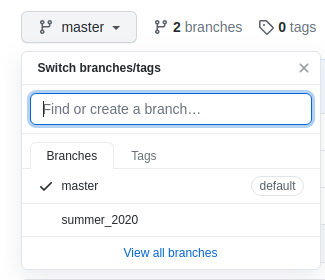 master 2 branches 0 tags
Switch branches/tags
Find or create a branch…
Branches Tags
master default
summer_2020
View all branches